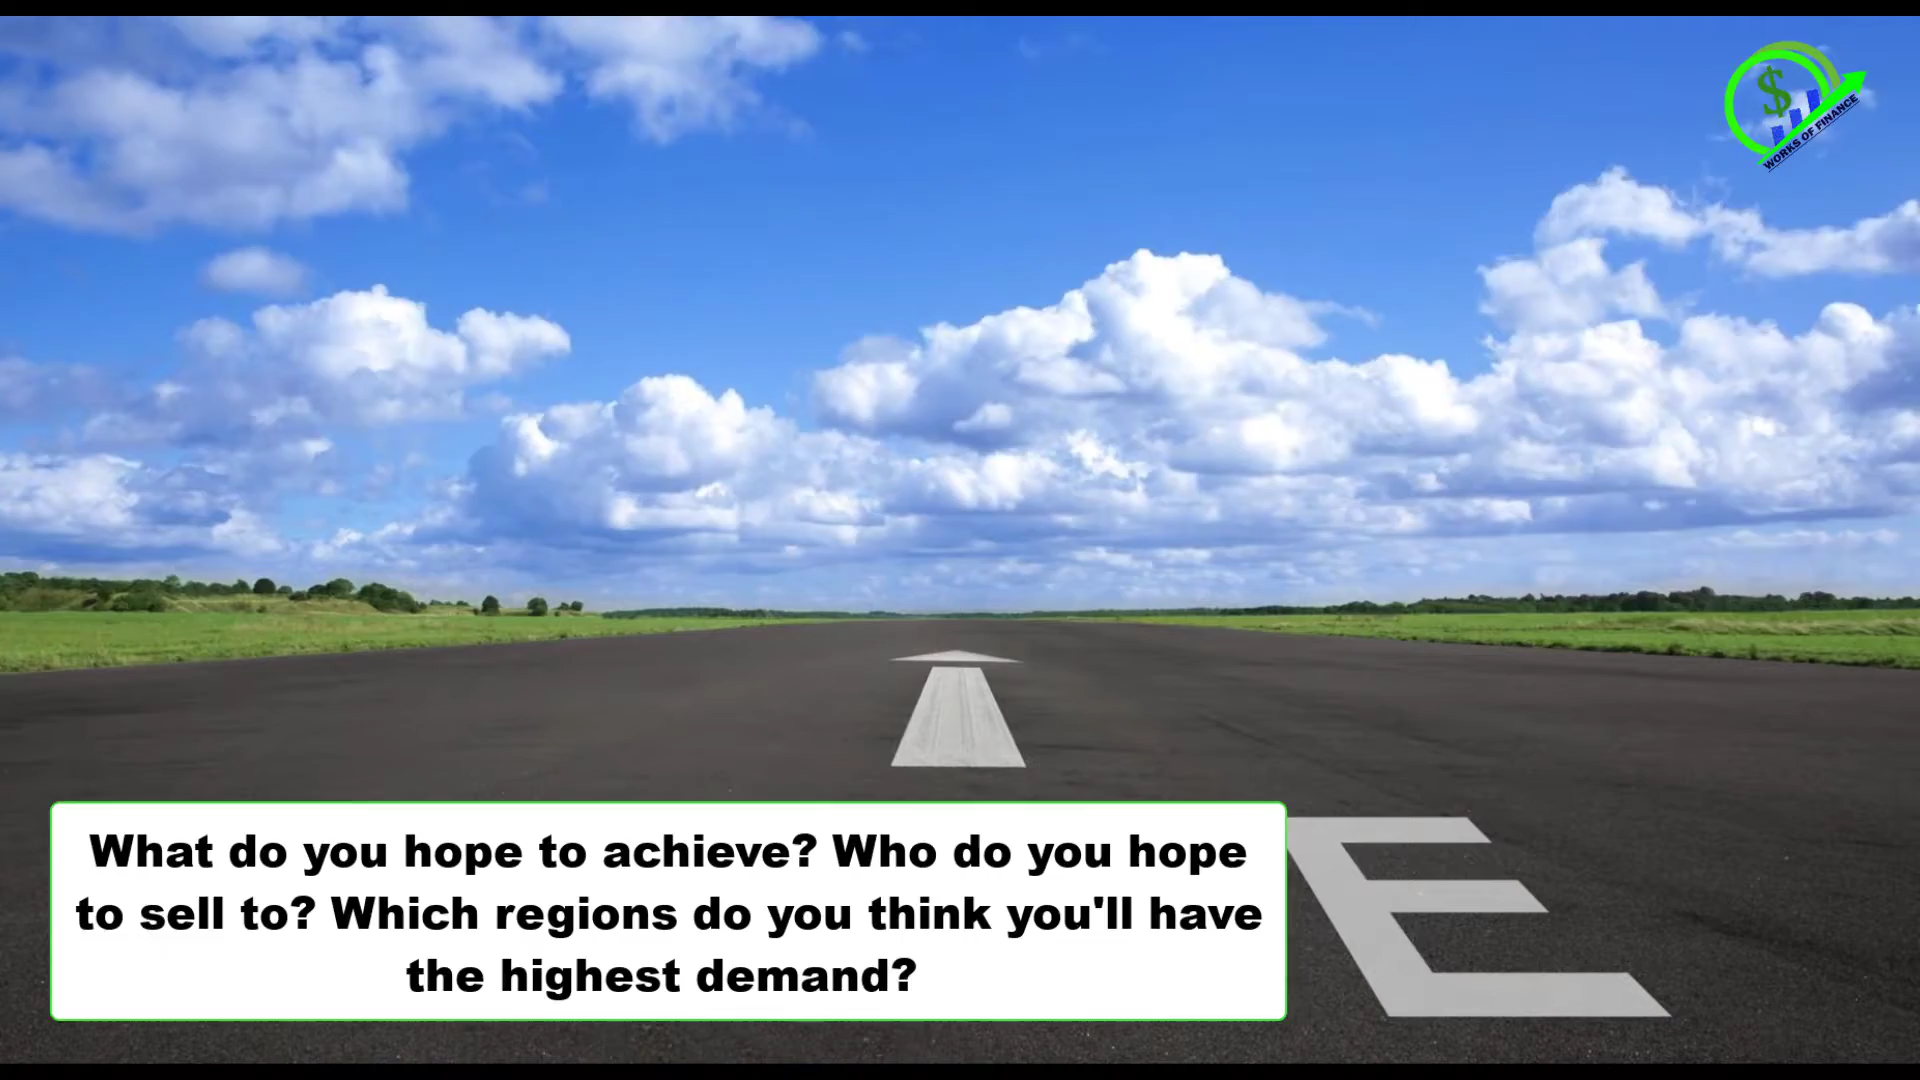 $
WORKS OF FINANCE
What do you hope to achieve? Who do you hope
to sell to? Which regions do you think you'll have
the highest demand?
E